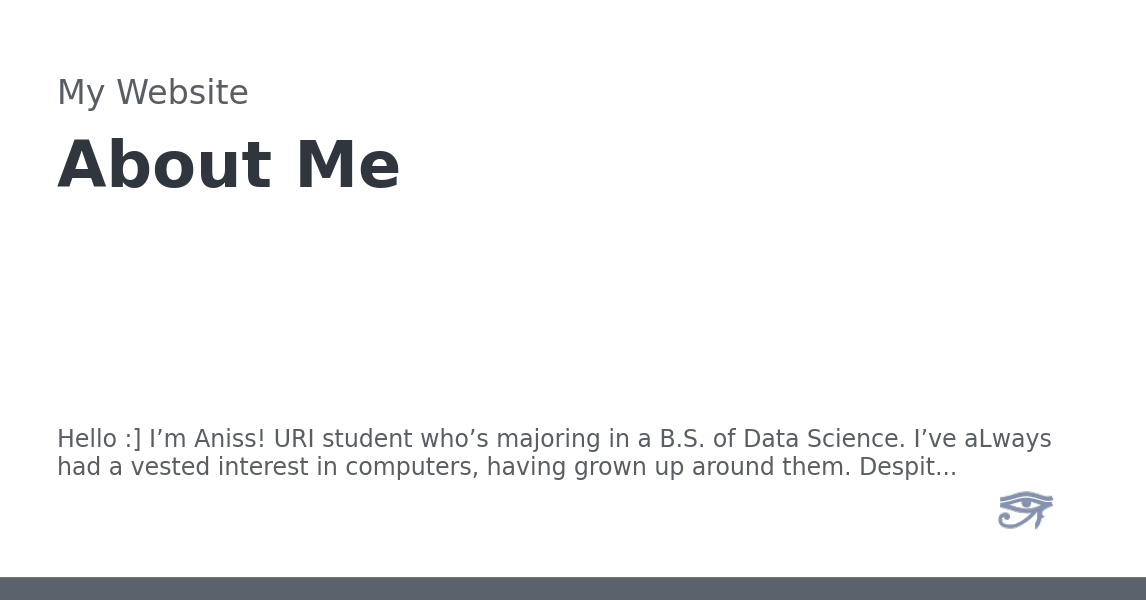 My Website
About Me
Hello :] I’m Aniss! URI student who’s majoring in a B.S. of Data Science. I’ve aLways
had a vested interest in computers, having grown up around them. Despit...